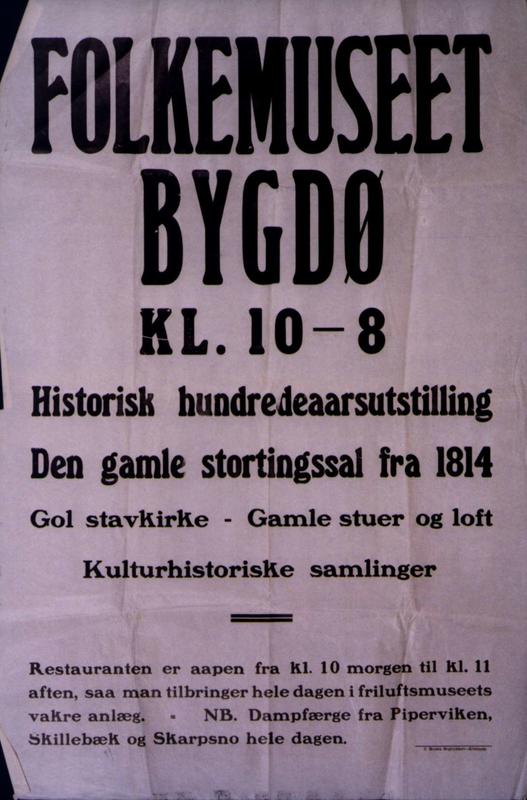 FOLKEMUSEET
BYGDØ
KL. 10 — 8
Historisk hundredeaarsutstilling
Den gamle stortingssal fra 1814
Gol stavkirke - Gamle stuer og loft
Kulturhistoriske samlinger
Restauranten er aapen fra kl. 10 morgen til kl. 11
aften, saa man tilbringer hele dagen i friluftsmuseets
vakre anlæg. - NB. Dampfærge fra Piperviken,
Skillebæk og Skarpsno hele dagen.